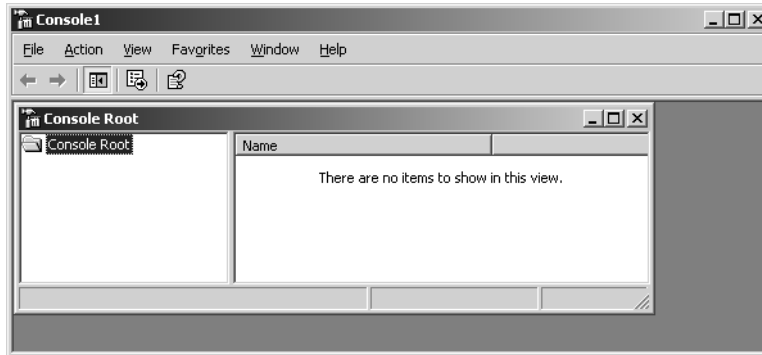 Console1
File Action View Favorites Window Help
Console Root
Console Root
Name
There are no items to show in this view.